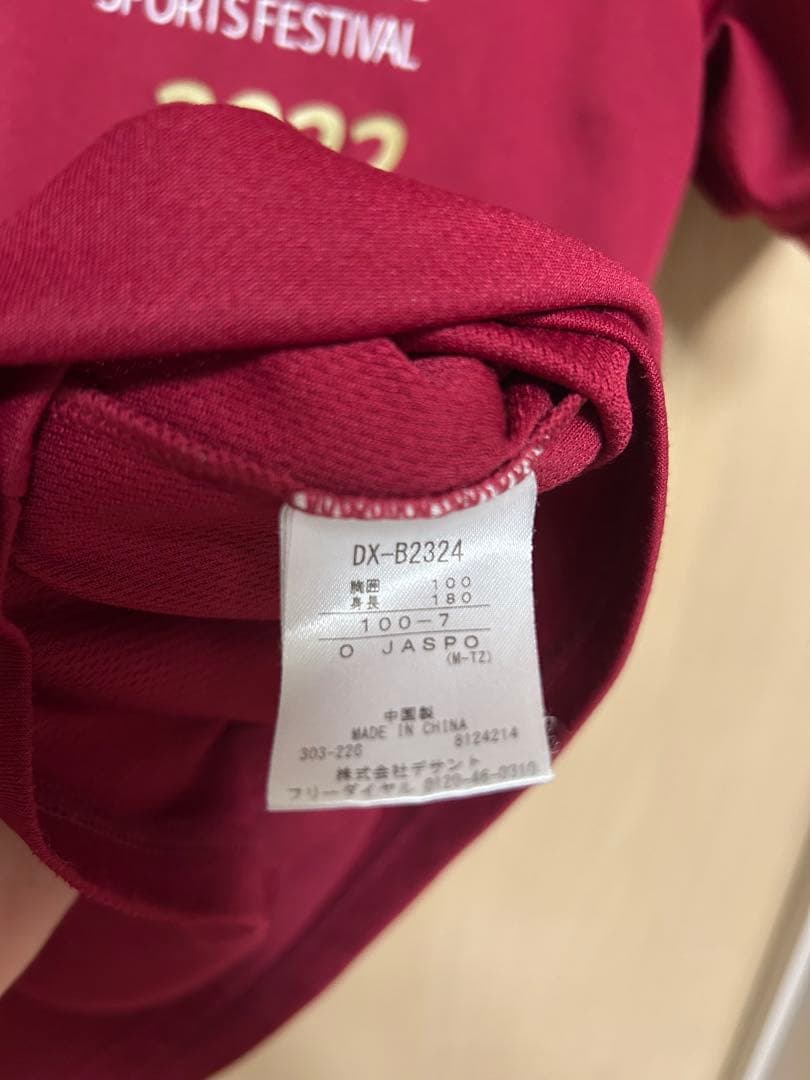 SPORTS FESTIVAL
2022
DX-B2324
胸囲 100
身長 180
100-7
O JASPO
(M-TZ)
中国製
MADE IN CHINA
303-226 8124214
株式会社デサント
フリーダイヤル 0120-46-0310